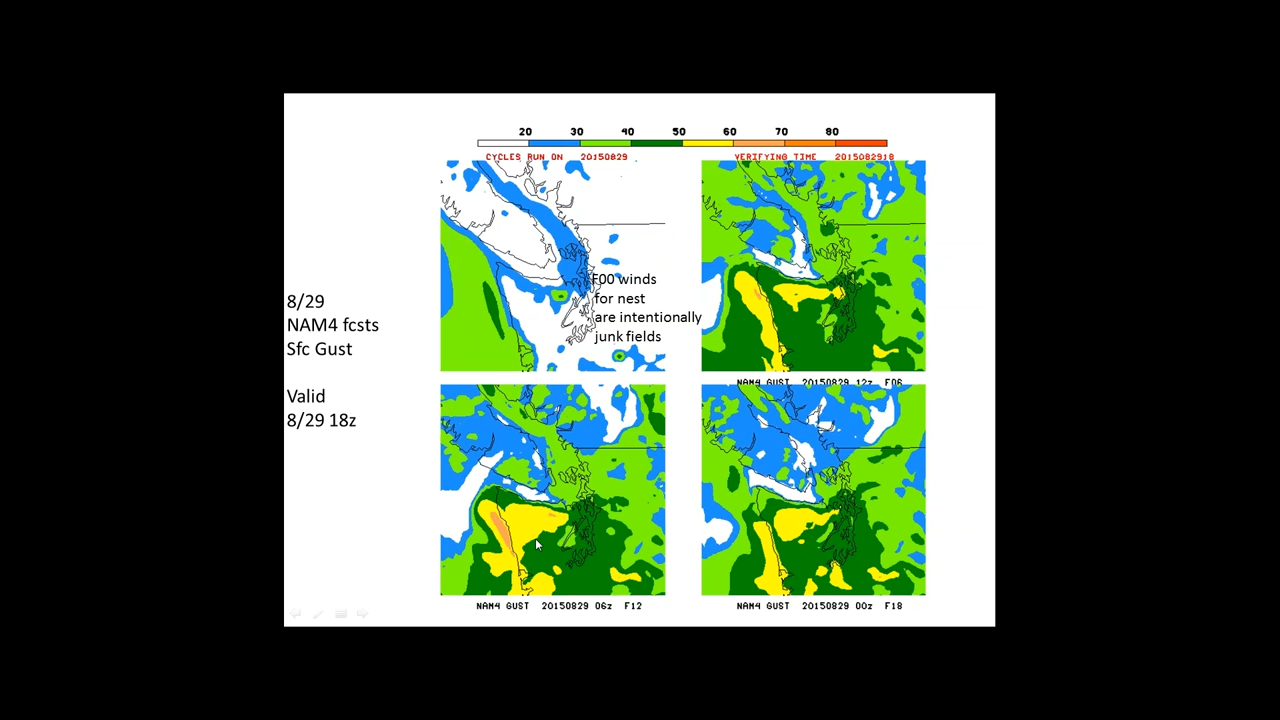 20 30 40 50 60 70 80
CYCLES RUN ON 20150829
VERIFYING TIME 2015082918
8/29
NAM4 fcsts
Sfc Gust
Valid
8/29 18z
F00 winds
for nest
are intentionally
junk fields
NAM4 GUST 20150829 12z F06
NAM4 GUST 20150829 06z F12
NAM4 GUST 20150829 00z F18